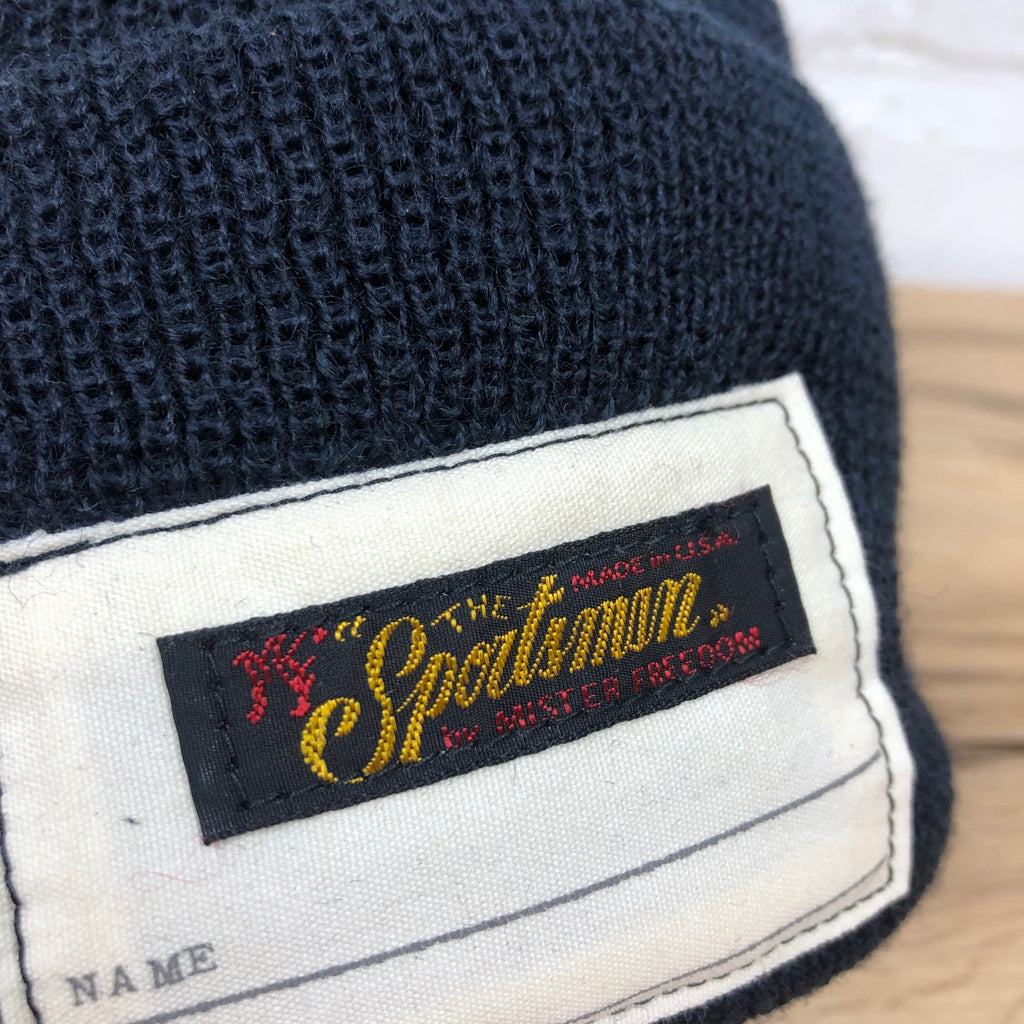 MADE in U.S.A.
MF "THE
Sportsman"
by MISTER FREEDOM
NAME